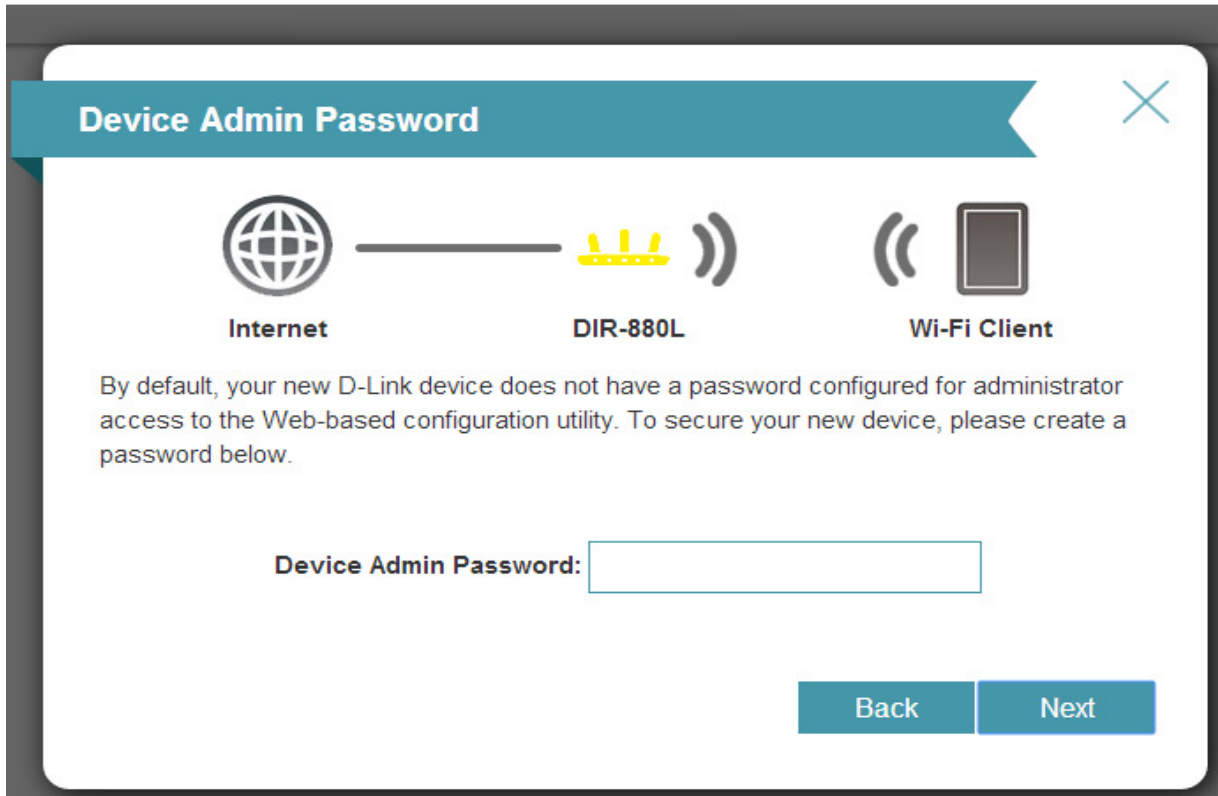 Device Admin Password
Internet
DIR-880L
Wi-Fi Client
By default, your new D-Link device does not have a password configured for administrator
access to the Web-based configuration utility. To secure your new device, please create a
password below.
Device Admin Password:
Back
Next